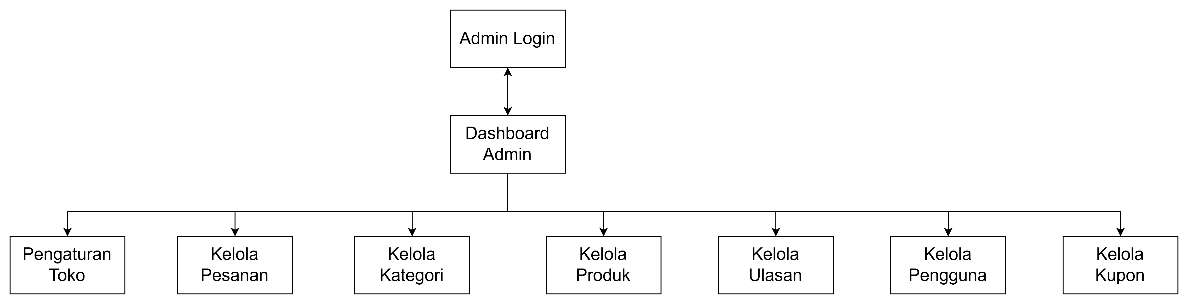 Admin Login
Dashboard
Admin
Pengaturan
Toko
Kelola
Pesanan
Kelola
Kategori
Kelola
Produk
Kelola
Ulasan
Kelola
Pengguna
Kelola
Kupon